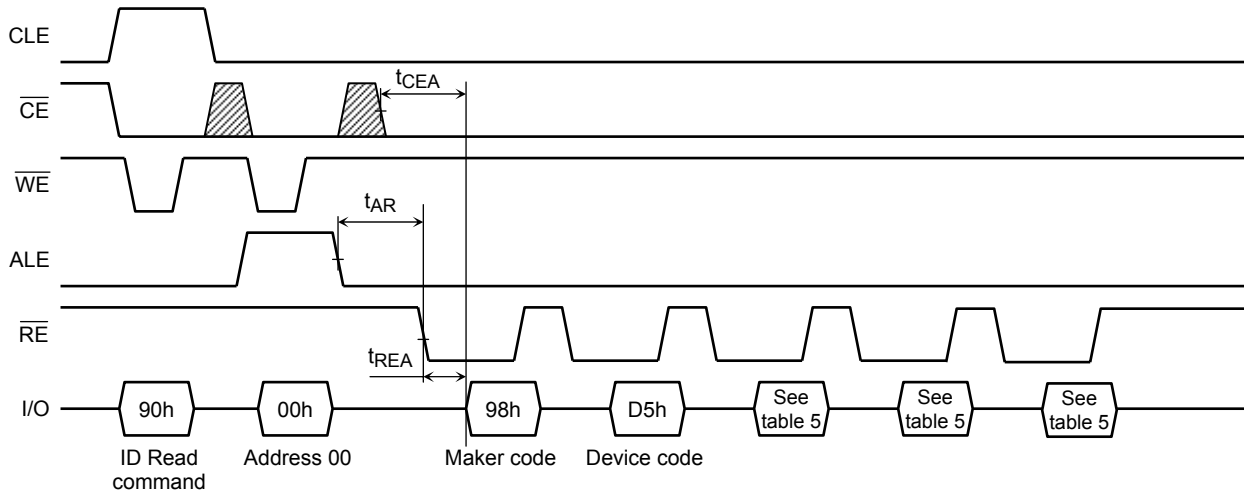 CLE
tCEA
CE
WE
tAR
ALE
RE
tREA
I/O
90h
00h
98h
D5h
See
table 5
See
table 5
See
table 5
ID Read
command
Address 00
Maker code
Device code